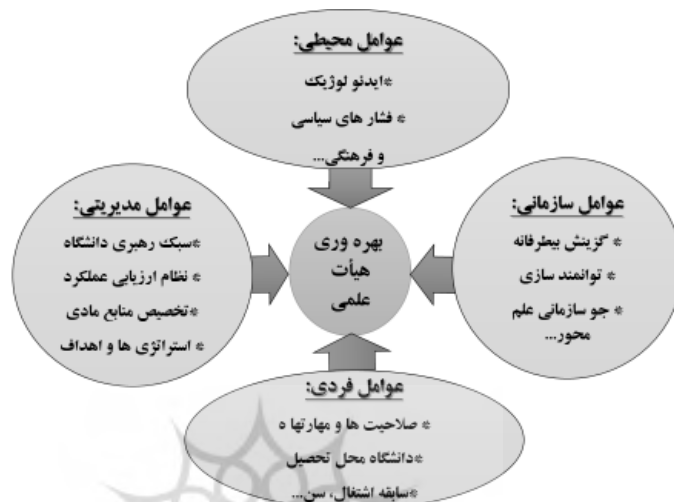 عوامل محیطی:
*ایدئو لوژیک
* فشار های سیاسی
و فرهنگی...
عوامل سازمانی:
* گزینش بیطرفانه
* توانمند سازی
* جو سازمانی علم
محور...
بهره وری
هیأت
علمی
عوامل مدیریتی:
*سبک رهبری دانشگاه
* نظام ارزیابی عملکرد
* تخصیص منابع مادی
* استراتژی ها و اهداف
عوامل فردی:
* صلاحیت ها و مهارتها ه
*دانشگاه محل تحصیل
*سابقه اشتغال، سن...